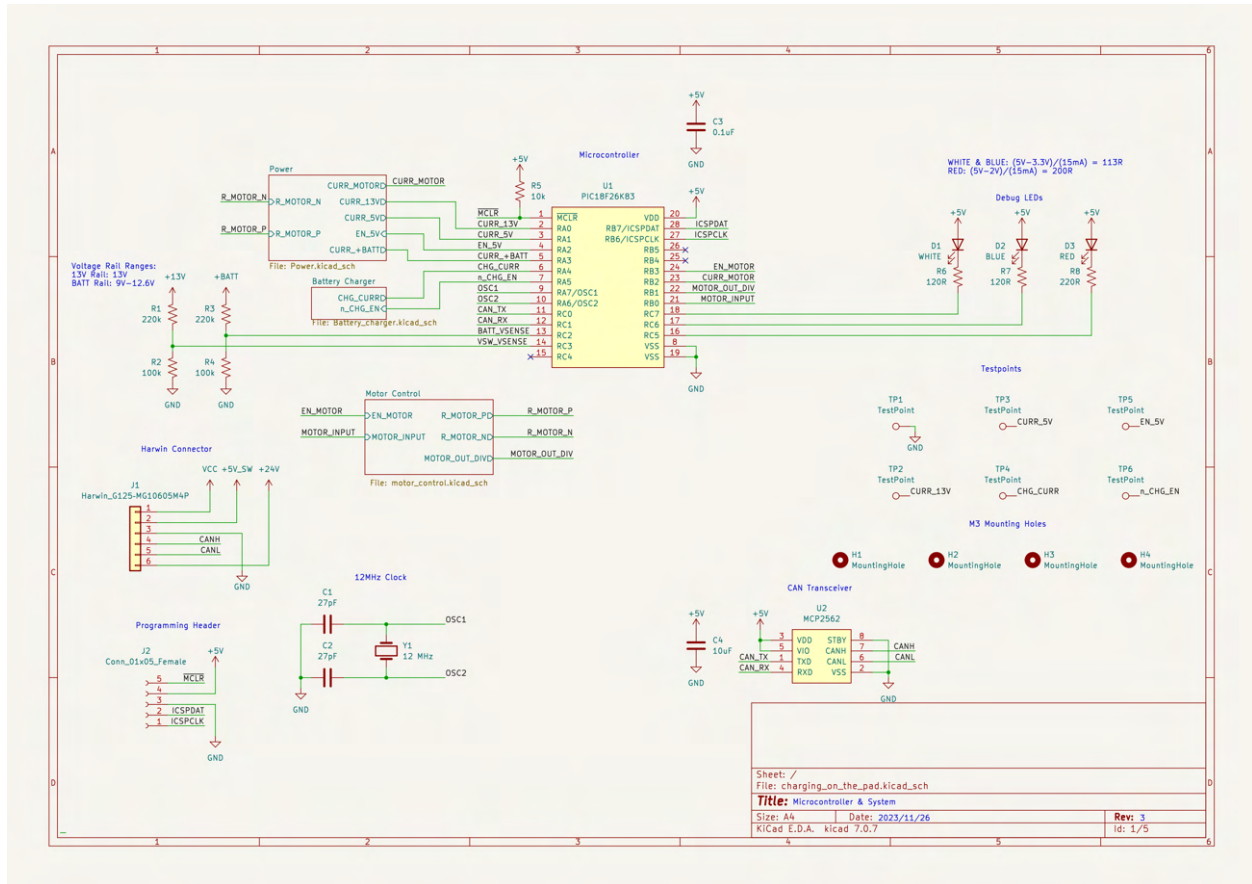 1 2 3 4 5 6
A
B
C
D
Power
R_MOTOR_N
R_MOTOR_N
R_MOTOR_P
R_MOTOR_P
CURR_MOTOR
CURR_MOTOR
CURR_13V
CURR_5V
EN_5V
CURR_+BATT
File: Power.kicad_sch
Battery Charger
CHG_CURR
n_CHG_EN
File: Battery_charger.kicad_sch
Voltage Rail Ranges:
13V Rail: 13V
BATT Rail: 9V-12.6V
+13V
+BATT
R1
220k
R3
220k
R2
100k
R4
100k
GND
GND
Microcontroller
+5V
R5
10k
U1
PIC18F26K83
MCLR 1 MCLR
CURR_13V 2 RA0
CURR_5V 3 RA1
EN_5V 4 RA2
CURR_+BATT 5 RA3
CHG_CURR 6 RA4
n_CHG_EN 7 RA5
OSC1 9 RA7/OSC1
OSC2 10 RA6/OSC2
CAN_TX 11 RC0
CAN_RX 12 RC1
BATT_VSENSE 13 RC2
VSW_VSENSE 14 RC3
15 RC4
VDD 20
RB7/ICSPDAT 28 ICSPDAT
RB6/ICSPCLK 27 ICSPCLK
RB5 26
RB4 25
RB3 24 EN_MOTOR
RB2 23 CURR_MOTOR
RB1 22 MOTOR_OUT_DIV
RB0 21 MOTOR_INPUT
RC7 18
RC6 17
RC5 16
VSS 8
VSS 19
+5V
GND
+5V
C3
0.1uF
GND
WHITE & BLUE: (5V-3.3V)/(15mA) = 113R
RED: (5V-2V)/(15mA) = 200R
Debug LEDs
+5V +5V +5V
D1
WHITE
D2
BLUE
D3
RED
R6
120R
R7
120R
R8
220R
Motor Control
EN_MOTOR
EN_MOTOR
MOTOR_INPUT
MOTOR_INPUT
R_MOTOR_P
R_MOTOR_P
R_MOTOR_N
R_MOTOR_N
MOTOR_OUT_DIV
MOTOR_OUT_DIV
File: motor_control.kicad_sch
Testpoints
TP1
TestPoint
GND
TP3
TestPoint
CURR_5V
TP5
TestPoint
EN_5V
TP2
TestPoint
CURR_13V
TP4
TestPoint
CHG_CURR
TP6
TestPoint
n_CHG_EN
M3 Mounting Holes
H1
MountingHole
H2
MountingHole
H3
MountingHole
H4
MountingHole
Harwin Connector
VCC +5V_SW +24V
J1
Harwin_G125-MG10605M4P
1
2
3
4 CANH
5 CANL
6
GND
Programming Header
J2
Conn_01x05_Female
+5V
5 MCLR
4
3
2 ICSPDAT
1 ICSPCLK
GND
12MHz Clock
C1
27pF
C2
27pF
Y1
12 MHz
OSC1
OSC2
GND
CAN Transceiver
+5V
C4
10uF
GND
+5V
U2
MCP2562
3 VDD
5 VIO
CAN_TX 1 TXD
CAN_RX 4 RXD
STBY 8
CANH 7 CANH
CANL 6 CANL
VSS 2
GND
Sheet: /
File: charging_on_the_pad.kicad_sch
Title: Microcontroller & System
Size: A4 Date: 2023/11/26 Rev: 3
KiCad E.D.A. kicad 7.0.7 Id: 1/5
1 2 3 4 5 6
A
B
C
D